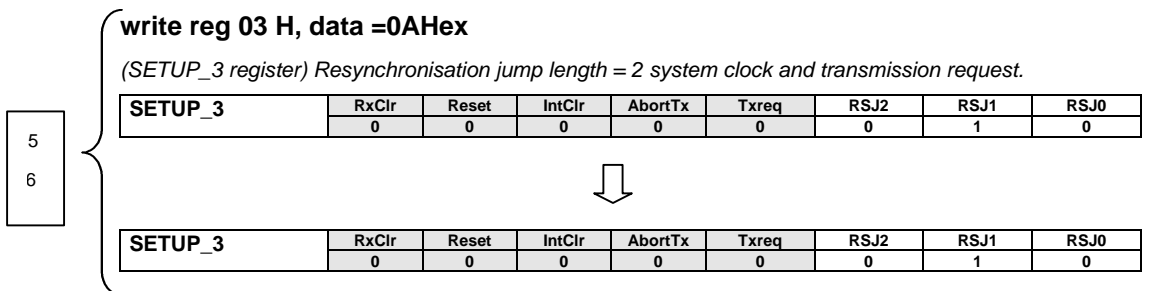 write reg 03 H, data =0AHex
(SETUP_3 register) Resynchronisation jump length = 2 system clock and transmission request.
SETUP_3 RxClr Reset IntClr AbortTx Txreq RSJ2 RSJ1 RSJ0
0 0 0 0 0 0 1 0
5
6
SETUP_3 RxClr Reset IntClr AbortTx Txreq RSJ2 RSJ1 RSJ0
0 0 0 0 0 0 1 0